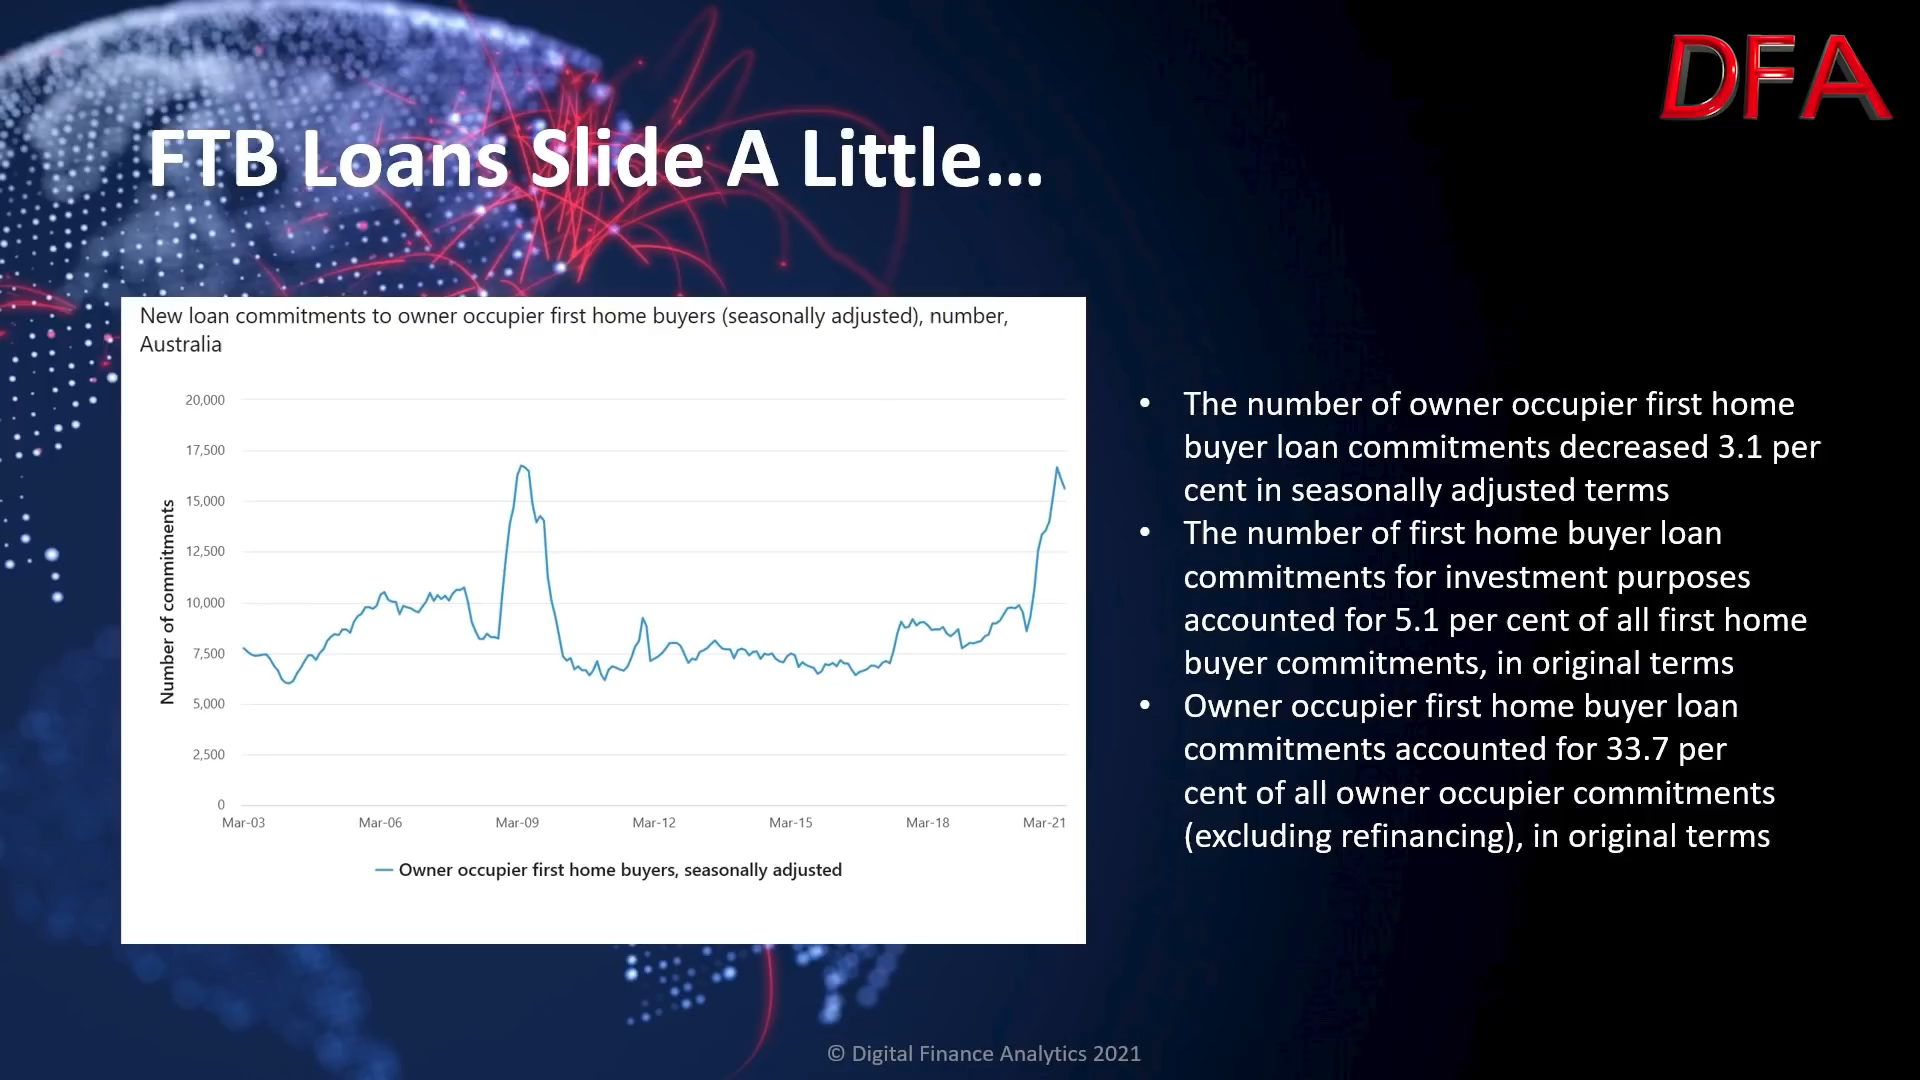 DFA
FTB Loans Slide A Little...
New loan commitments to owner occupier first home buyers (seasonally adjusted), number,
Australia
20,000
17,500
15,000
12,500
10,000
7,500
5,000
2,500
0
Number of commitments
Mar-03 Mar-06 Mar-09 Mar-12 Mar-15 Mar-18 Mar-21
Owner occupier first home buyers, seasonally adjusted
• The number of owner occupier first home
buyer loan commitments decreased 3.1 per
cent in seasonally adjusted terms
• The number of first home buyer loan
commitments for investment purposes
accounted for 5.1 per cent of all first home
buyer commitments, in original terms
• Owner occupier first home buyer loan
commitments accounted for 33.7 per
cent of all owner occupier commitments
(excluding refinancing), in original terms
© Digital Finance Analytics 2021